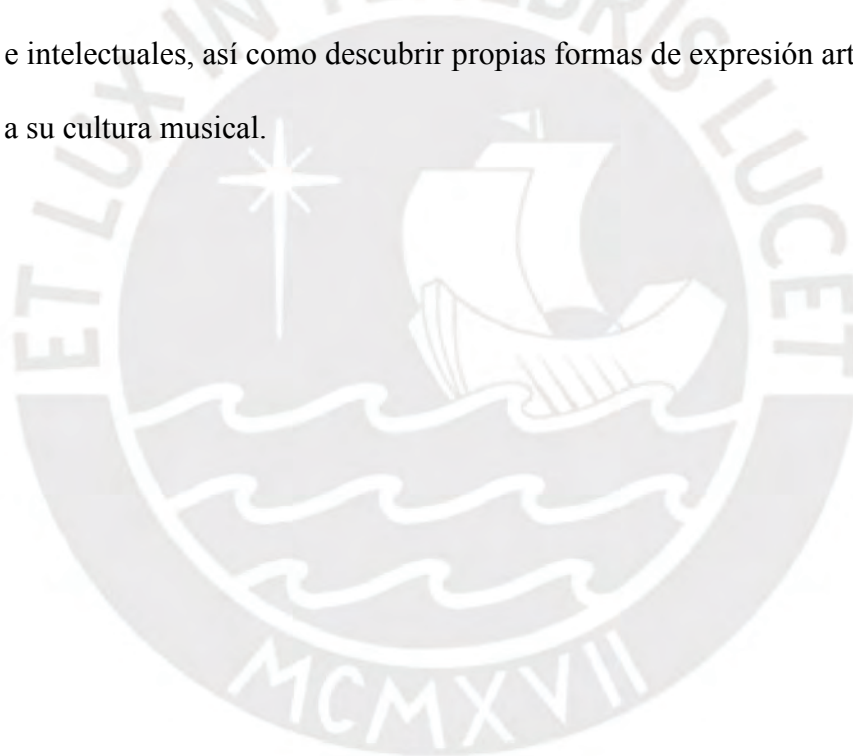 e intelectuales, así como descubrir propias formas de expresión art
a su cultura musical.
ET LUX IN TENEBRIS LUCET
MCMXVII